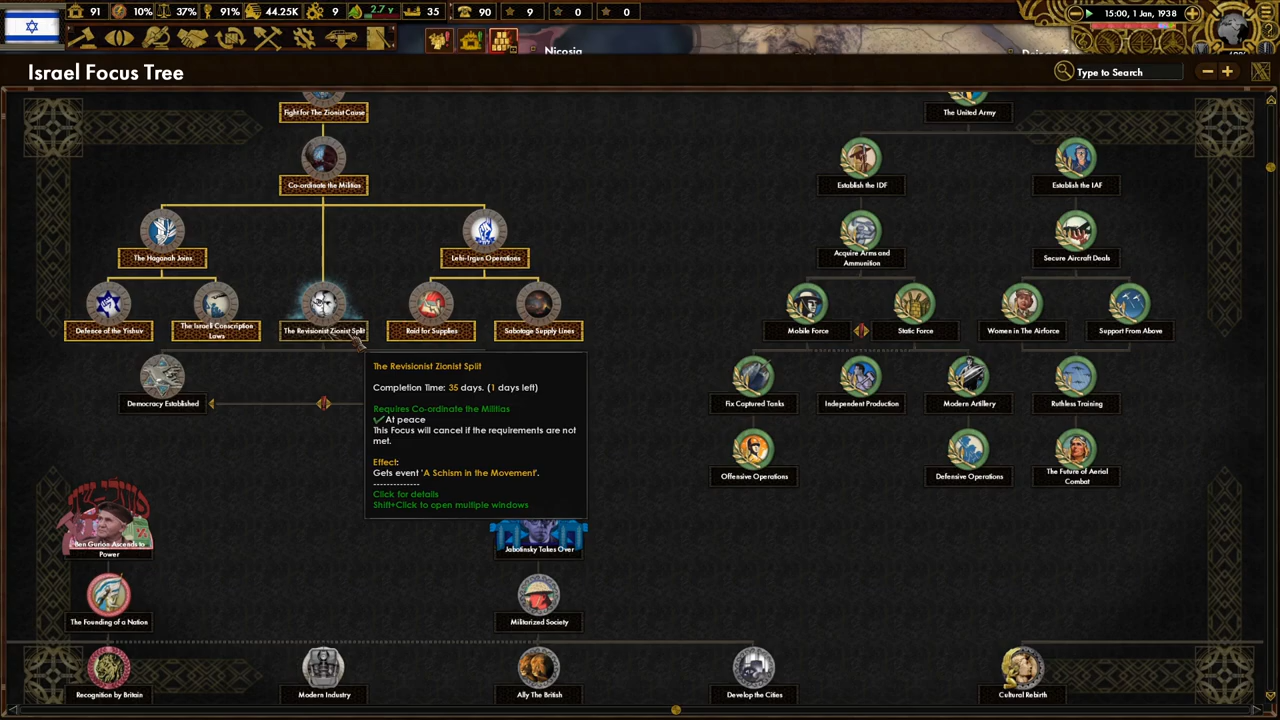 91 10% 37% 91% 44.25K 9 2.7 y 35 90 9 0 0
15:00, 1 Jan, 1938
Nicosia
Israel Focus Tree
Type to Search
Fight for The Zionist Cause
The United Army
Co-ordinate the Militias
Establish the IDF
Establish the IAF
The Haganah Joins
Lehi-Irgun Operations
Acquire Arms and
Ammunition
Secure Aircraft Deals
Defence of the Yishuv
The Israeli Conscription
Laws
The Revisionist Zionist Split
Raid for Supplies
Sabotage Supply Lines
Mobile Force
Static Force
Women in The Airforce
Support From Above
The Revisionist Zionist Split
Completion Time: 35 days. (1 days left)
Requires Co-ordinate the Militias
At peace
This Focus will cancel if the requirements are not
met.
Effect:
Gets event 'A Schism in the Movement'.
--------------
Click for details
Shift+Click to open multiple windows
Democracy Established
Fix Captured Tanks
Independent Production
Modern Artillery
Ruthless Training
Offensive Operations
Defensive Operations
The Future of Aerial
Combat
Ben Gurion Ascends to
Power
Jabotinsky Takes Over
The Founding of a Nation
Militarized Society
Recognition by Britain
Modern Industry
Ally The British
Develop the Cities
Cultural Rebirth